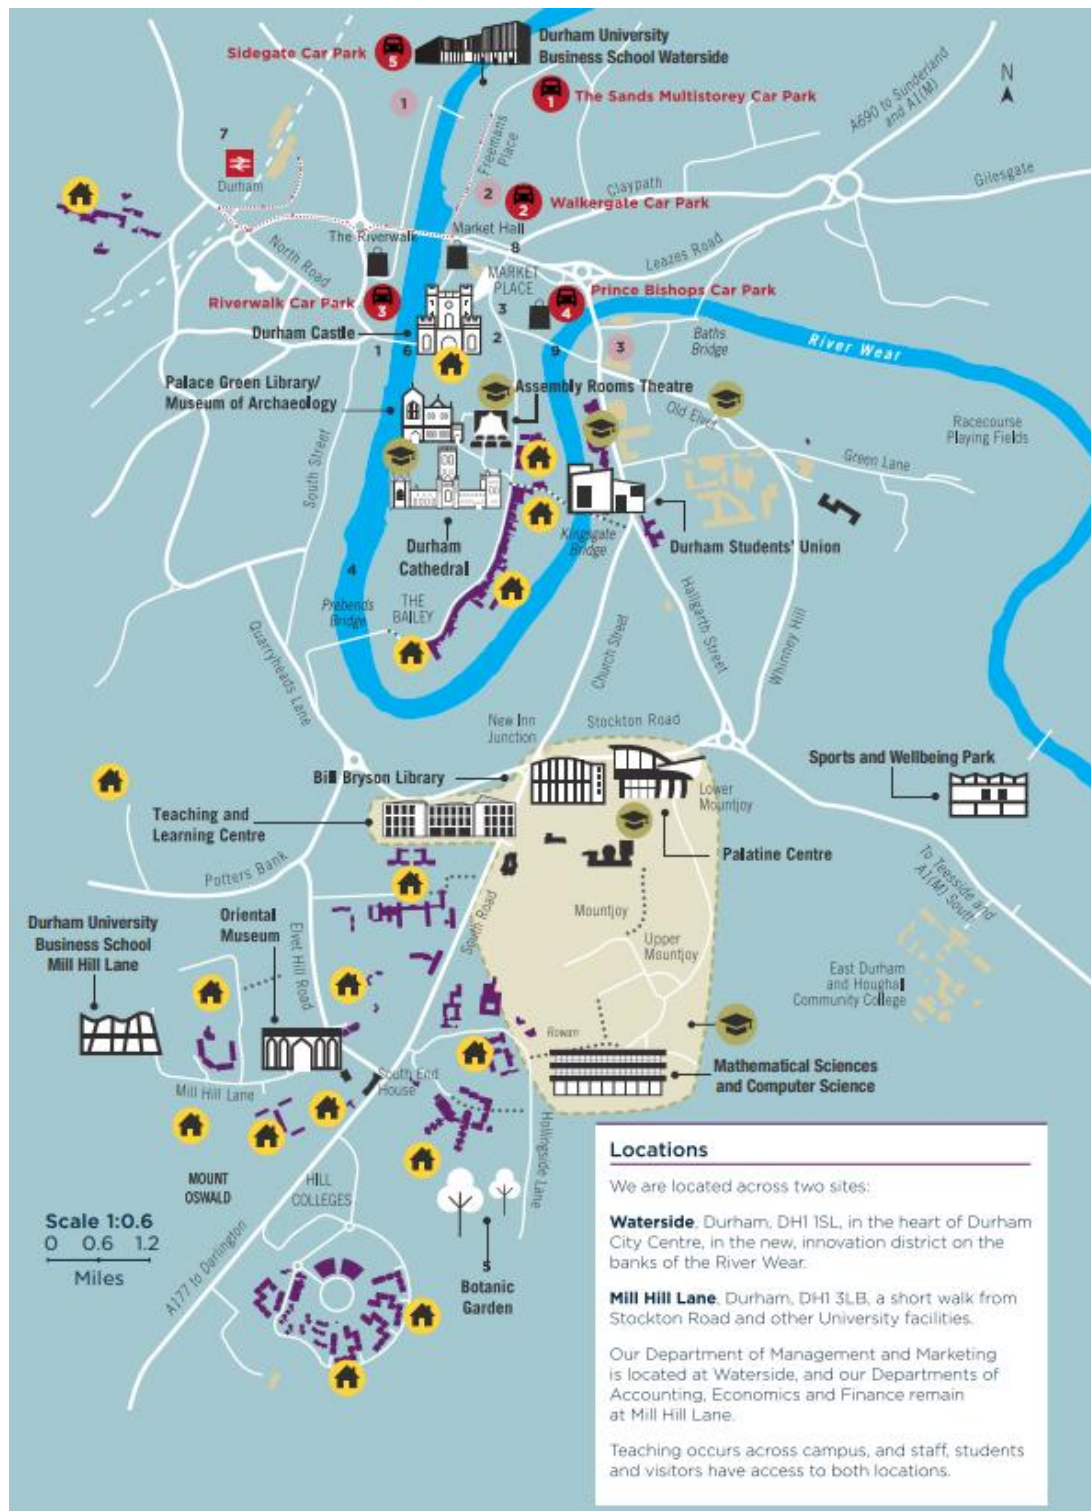 Durham University
Business School Waterside
Sidegate Car Park
5
1
1
The Sands Multistorey Car Park
N
A690 to Sunderland
and A1(M)
Freemans
Place
7
Durham
2
2
Claypath
Walkergate Car Park
Gilesgate
The Riverwalk
Market Hall
8
North Road
Leazes Road
MARKET
PLACE
Riverwalk Car Park
3
3
4
Prince Bishops Car Park
Durham Castle
1
6
2
9
3
Baths
Bridge
River Wear
Palace Green Library/
Museum of Archaeology
Assembly Rooms Theatre
Old Elvet
Racecourse
Playing Fields
South Street
Green Lane
Durham
Cathedral
Kingsgate
Bridge
Durham Students' Union
4
Prebends
Bridge
THE
BAILEY
Quarryheads Lane
Church Street
Hallgarth Street
Whinney Hill
New Inn
Junction
Stockton Road
Bill Bryson Library
Sports and Wellbeing Park
Lower
Mountjoy
Teaching and
Learning Centre
Palatine Centre
Potters Bank
To Teesside and
A1(M) South
Durham University
Business School
Mill Hill Lane
Oriental
Museum
Elvet Hill Road
South Road
Mountjoy
Upper
Mountjoy
East Durham
and Houghall
Community College
Rowan
Mill Hill Lane
South End
House
Mathematical Sciences
and Computer Science
Hollingside Lane
MOUNT
OSWALD
HILL
COLLEGES
Scale 1:0.6
0 0.6 1.2
Miles
A177 to Darlington
5
Botanic
Garden
Locations
We are located across two sites:
Waterside, Durham, DH1 1SL, in the heart of Durham
City Centre, in the new, innovation district on the
banks of the River Wear.
Mill Hill Lane, Durham, DH1 3LB, a short walk from
Stockton Road and other University facilities.
Our Department of Management and Marketing
is located at Waterside, and our Departments of
Accounting, Economics and Finance remain
at Mill Hill Lane.
Teaching occurs across campus, and staff, students
and visitors have access to both locations.